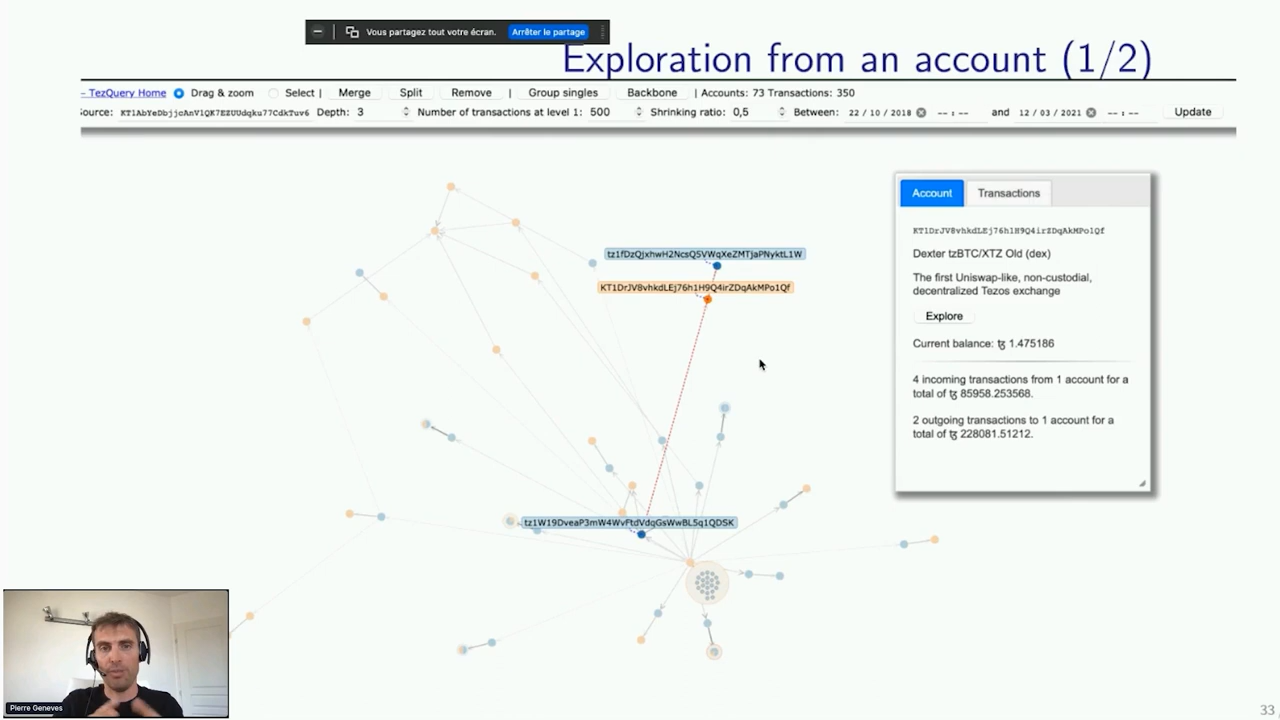 Vous partagez tout votre écran. Arrêter le partage
Exploration from an account (1/2)
– TezQuery Home Drag & zoom Select | Merge Split Remove | Group singles Backbone | Accounts: 73 Transactions: 350
Source: KT1AbYeDbjjcAnV1QK7EZUUdqku77CdkTuv6 Depth: 3 Number of transactions at level 1: 500 Shrinking ratio: 0,5 Between: 22 / 10 / 2018 -- : -- and 12 / 03 / 2021 -- : -- Update
Account Transactions
KT1DrJV8vhkdLEj76h1H9Q4irZDqAkMPo1Qf
Dexter tzBTC/XTZ Old (dex)
The first Uniswap-like, non-custodial,
decentralized Tezos exchange
Explore
Current balance: ꜩ 1.475186
4 incoming transactions from 1 account for a
total of ꜩ 85958.253568.
2 outgoing transactions to 1 account for a
total of ꜩ 228081.51212.
tz1fDzQjxhwH2NcsQ5VWqXeZMTjaPNyktL1W
KT1DrJV8vhkdLEj76h1H9Q4irZDqAkMPo1Qf
tz1W19DveaP3mW4WvFtdVdqGsWwBL5q1QDSK
Pierre Geneves
33